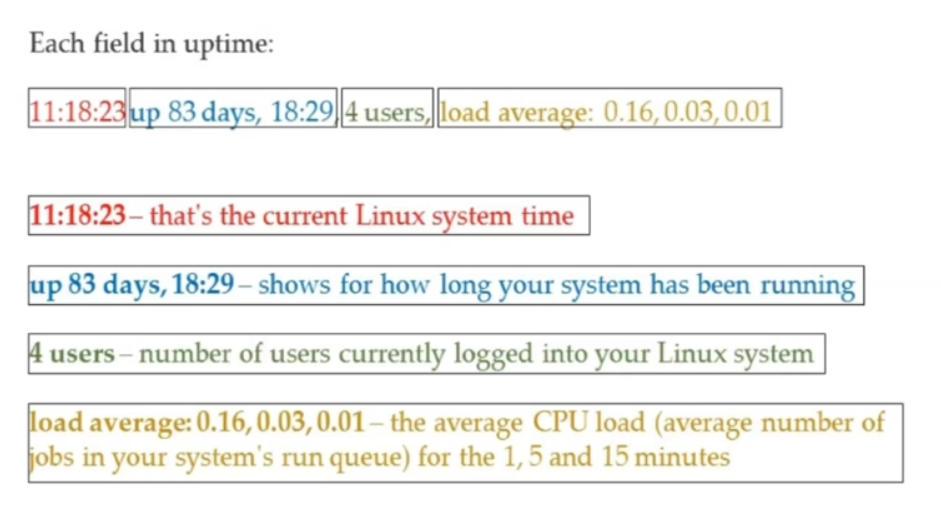 Each field in uptime:
11:18:23 up 83 days, 18:29, 4 users, load average: 0.16, 0.03, 0.01
11:18:23 – that's the current Linux system time
up 83 days, 18:29 – shows for how long your system has been running
4 users – number of users currently logged into your Linux system
load average: 0.16, 0.03, 0.01 – the average CPU load (average number of
jobs in your system's run queue) for the 1, 5 and 15 minutes